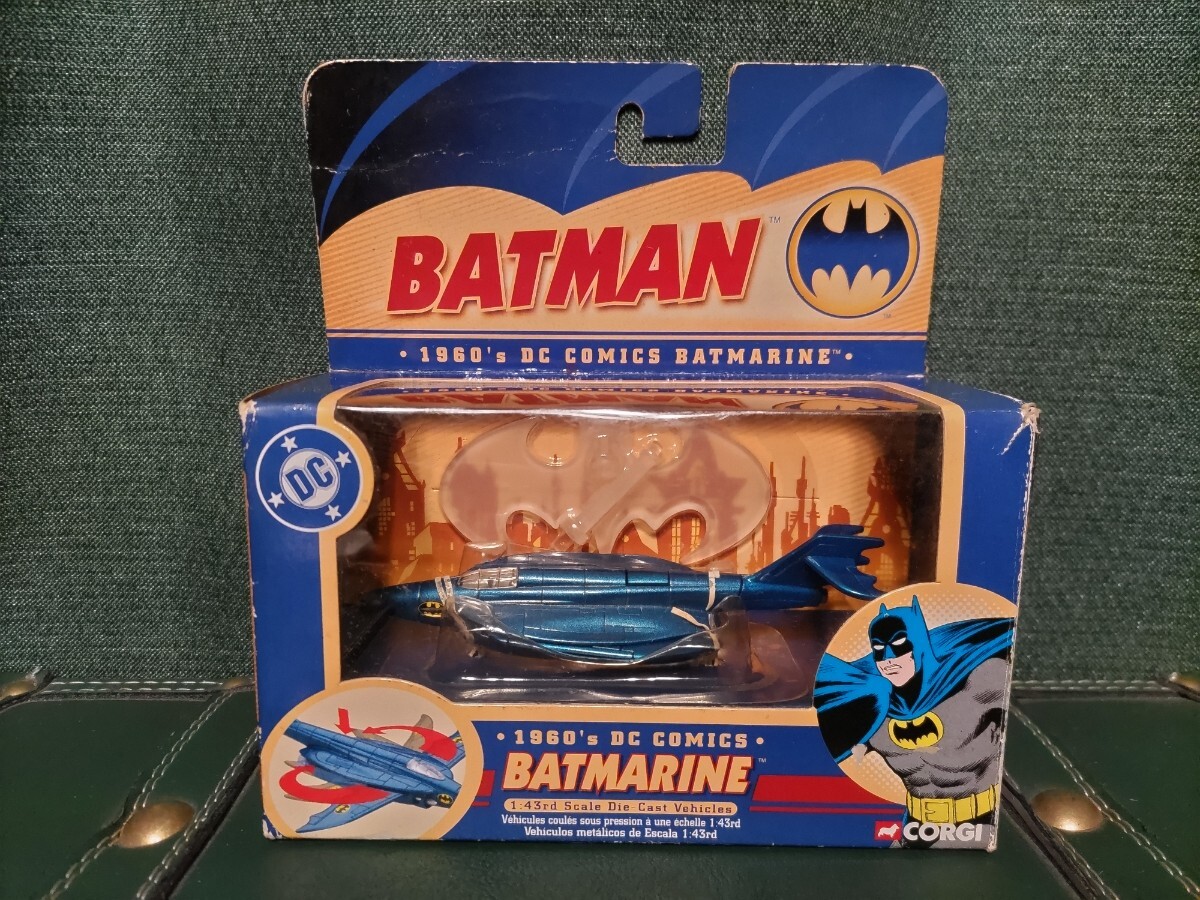 BATMAN™
• 1960's DC COMICS BATMARINE™ •
BATMAN
DC
• 1960's DC COMICS •
BATMARINE™
1:43rd Scale Die-Cast Vehicles
Véhicules coulés sous pression à une échelle 1:43rd
Vehículos metálicos de Escala 1:43rd
CORGI